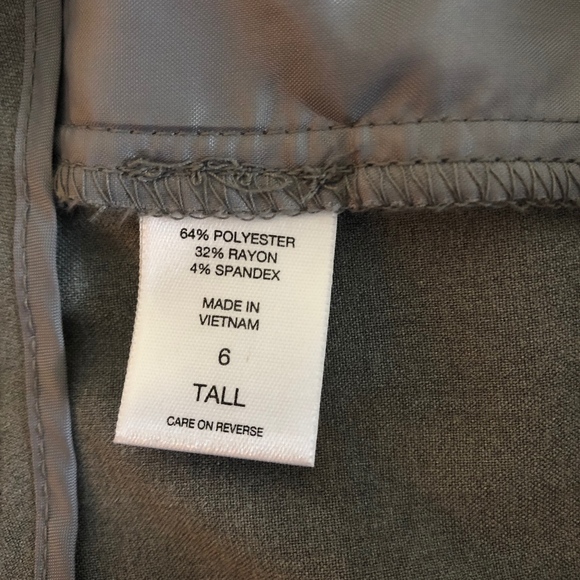 64% POLYESTER
32% RAYON
4% SPANDEX
MADE IN
VIETNAM
6
TALL
CARE ON REVERSE